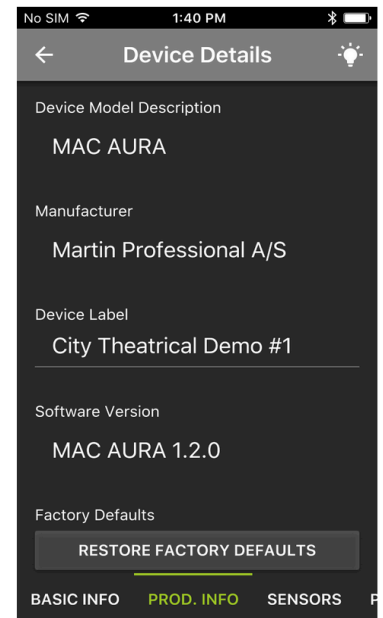 No SIM 1:40 PM
Device Details
Device Model Description
MAC AURA
Manufacturer
Martin Professional A/S
Device Label
City Theatrical Demo #1
Software Version
MAC AURA 1.2.0
Factory Defaults
RESTORE FACTORY DEFAULTS
BASIC INFO PROD. INFO SENSORS P